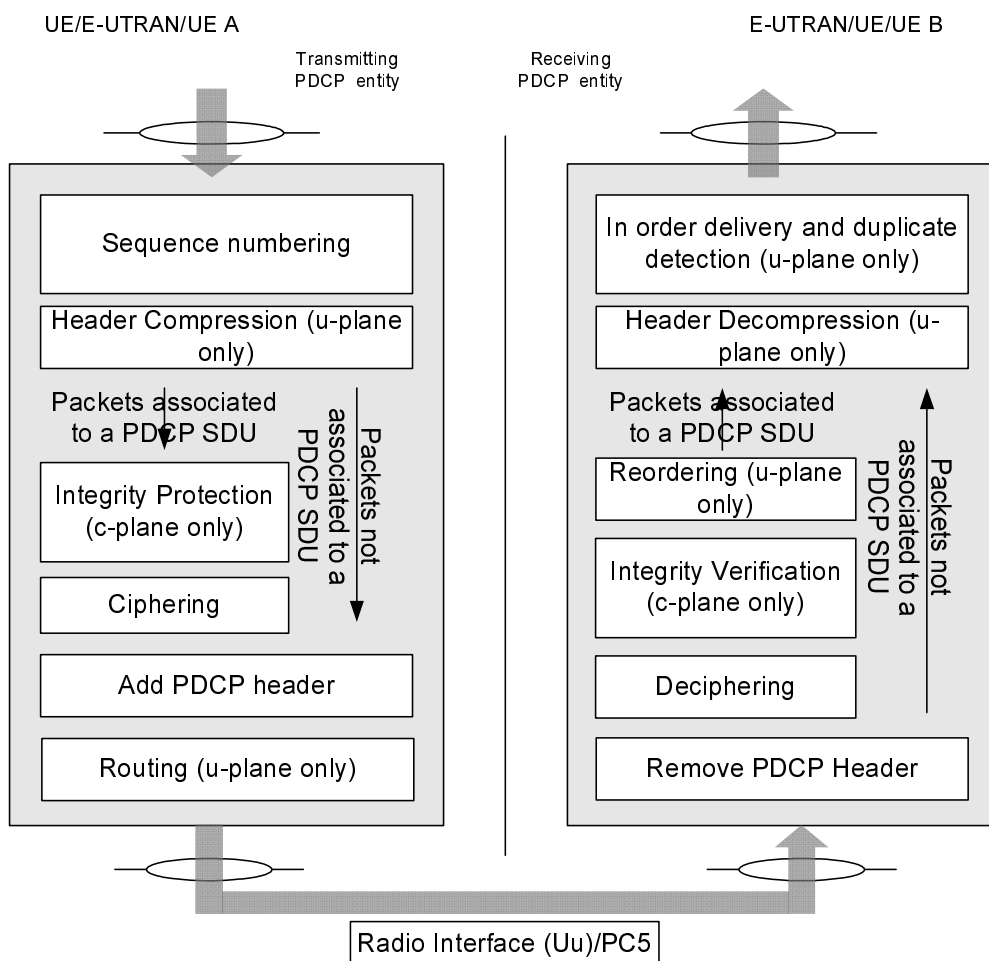 UE/E-UTRAN/UE A
E-UTRAN/UE/UE B
Transmitting
PDCP entity
Receiving
PDCP entity
Sequence numbering
Header Compression (u-plane
only)
Packets associated
to a PDCP SDU
Packets not
associated to a
PDCP SDU
Integrity Protection
(c-plane only)
Ciphering
Add PDCP header
Routing (u-plane only)
In order delivery and duplicate
detection (u-plane only)
Header Decompression (u-
plane only)
Packets associated
to a PDCP SDU
Packets not
associated to a
PDCP SDU
Reordering (u-plane
only)
Integrity Verification
(c-plane only)
Deciphering
Remove PDCP Header
Radio Interface (Uu)/PC5